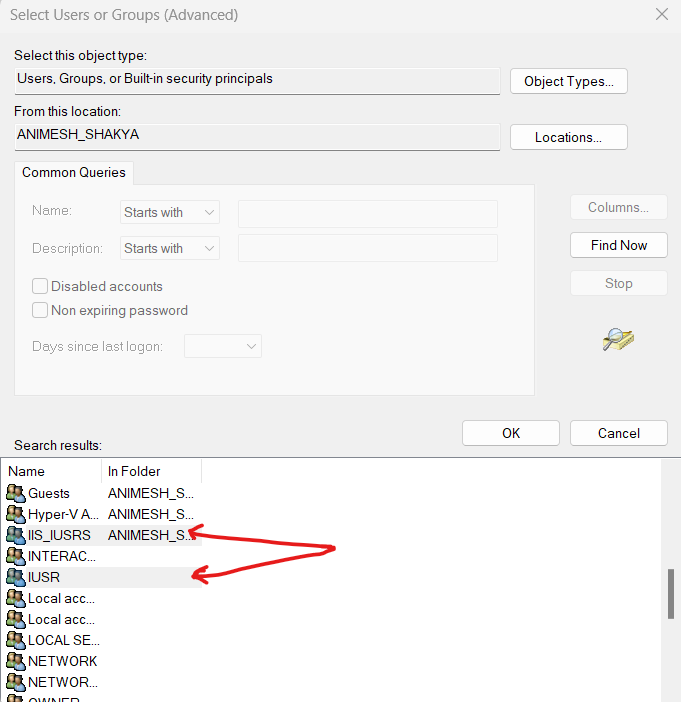 Select Users or Groups (Advanced)
Select this object type:
Users, Groups, or Built-in security principals
Object Types...
From this location:
ANIMESH_SHAKYA
Locations...
Common Queries
Name:
Starts with
Columns...
Description:
Starts with
Find Now
Disabled accounts
Stop
Non expiring password
Days since last logon:
OK
Cancel
Search results:
Name In Folder
Guests ANIMESH_S...
Hyper-V A... ANIMESH_S...
IIS_IUSRS ANIMESH_S...
INTERAC...
IUSR
Local acc...
Local acc...
LOCAL SE...
NETWORK
NETWOR...
OWNER